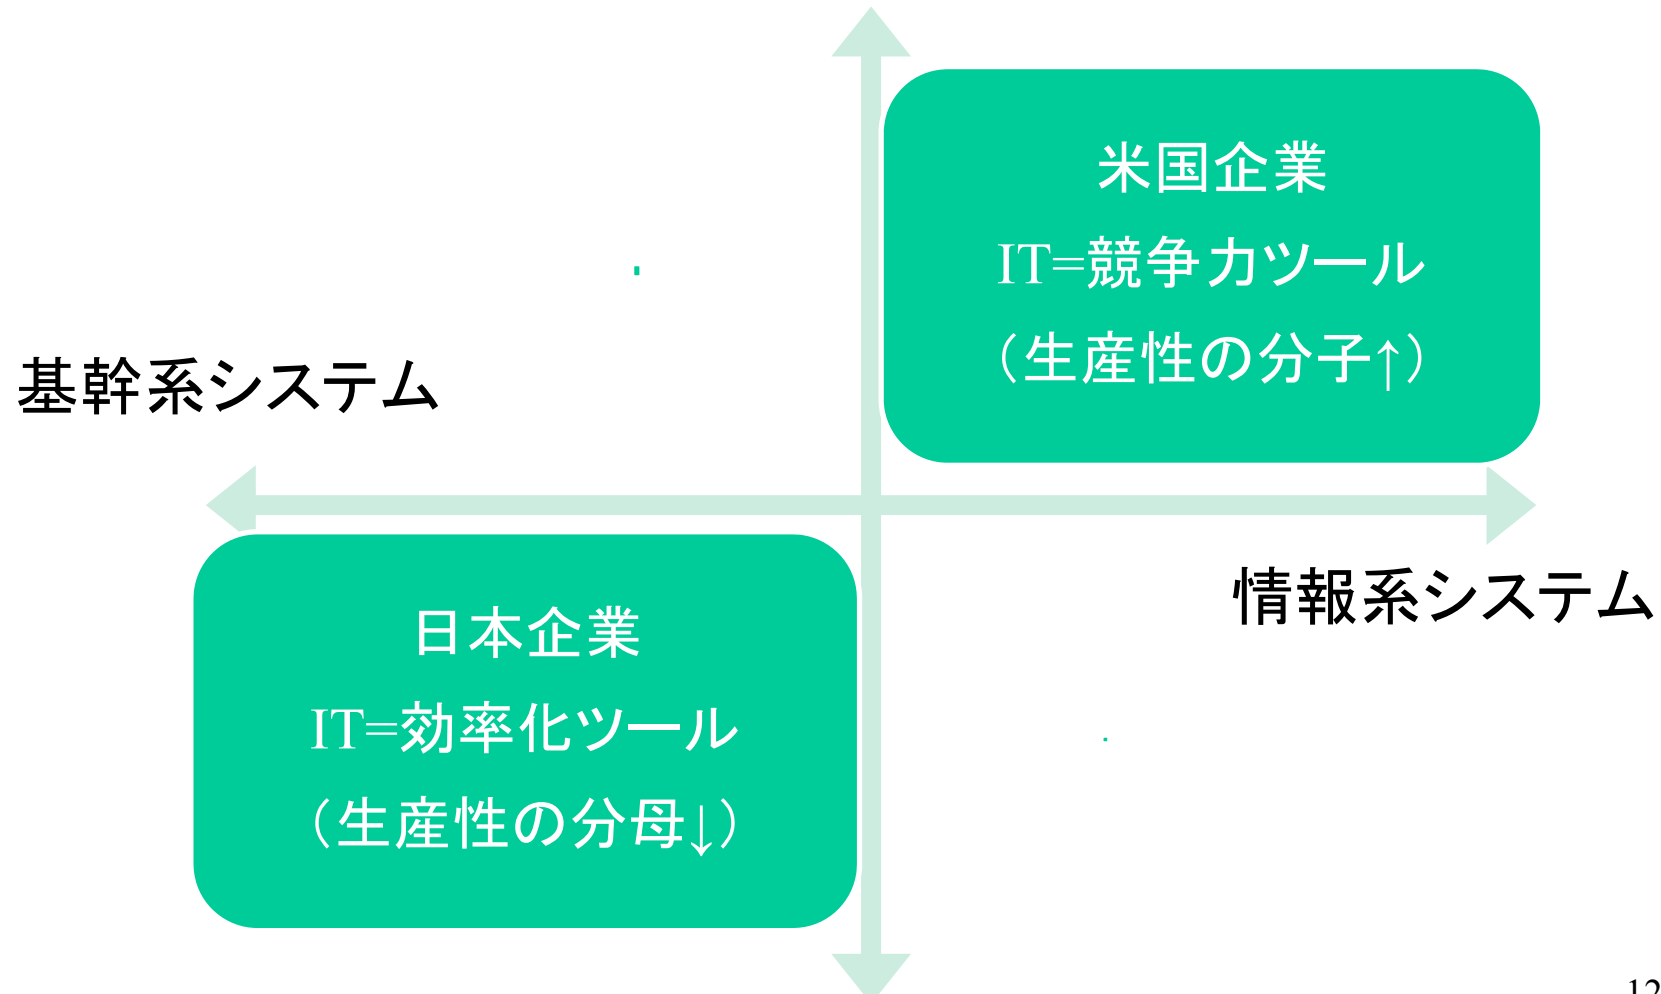 米国企業
IT=競争力ツール
（生産性の分子↑）
基幹系システム
情報系システム
日本企業
IT=効率化ツール
（生産性の分母↓）
12